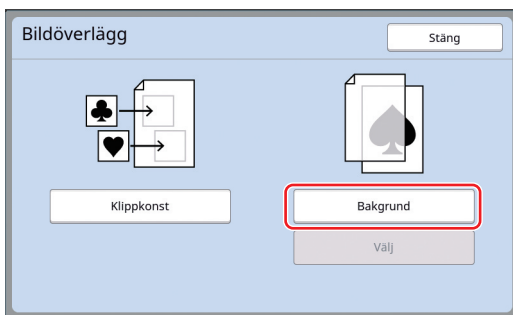 Bildöverlägg
Stäng
Klippkonst
Bakgrund
Välj